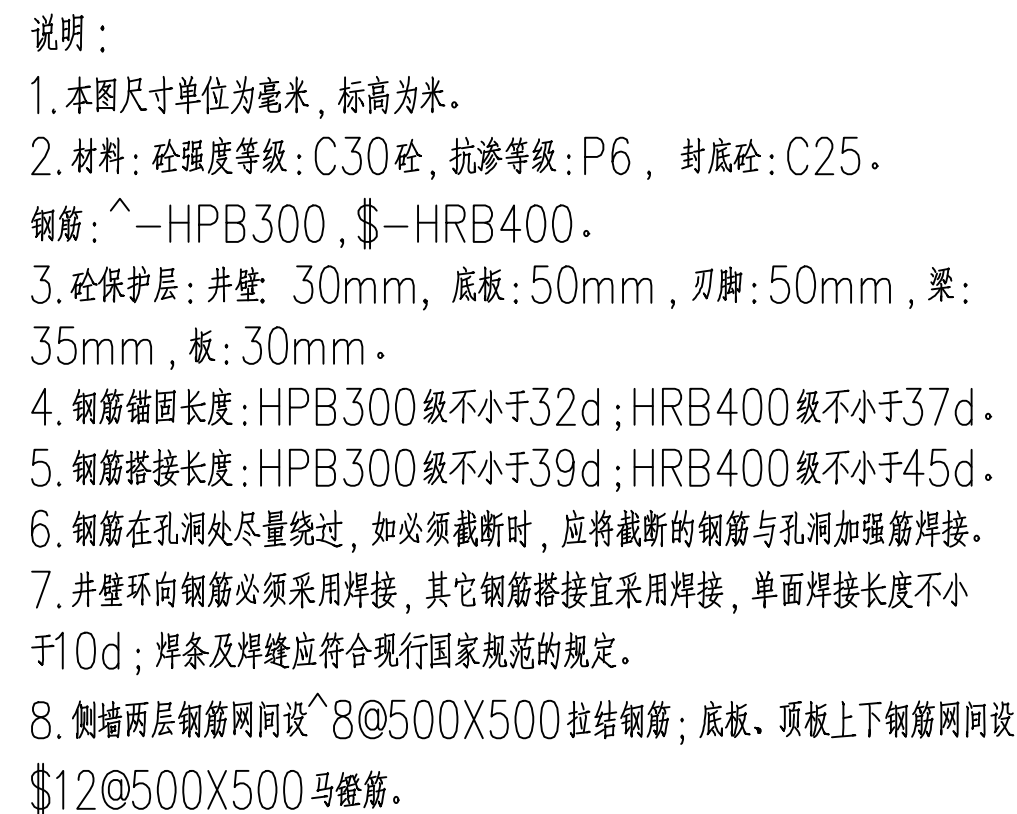 说明：
1.本图尺寸单位为毫米,标高为米。
2.材料:砼强度等级:C30砼,抗渗等级:P6, 封底砼:C25。
钢筋:^-HPB300,$-HRB400。
3.砼保护层:井壁: 30mm, 底板:50mm,刃脚:50mm,梁:
35mm,板:30mm。
4.钢筋锚固长度:HPB300级不小于32d;HRB400级不小于37d。
5.钢筋搭接长度:HPB300级不小于39d;HRB400级不小于45d。
6.钢筋在孔洞处尽量绕过,如必须截断时,应将截断的钢筋与孔洞加强筋焊接。
7.井壁环向钢筋必须采用焊接,其它钢筋搭接宜采用焊接,单面焊接长度不小
于10d;焊条及焊缝应符合现行国家规范的规定。
8.侧墙两层钢筋网间设^8@500X500拉结钢筋;底板、顶板上下钢筋网间设
$12@500X500马镫筋。